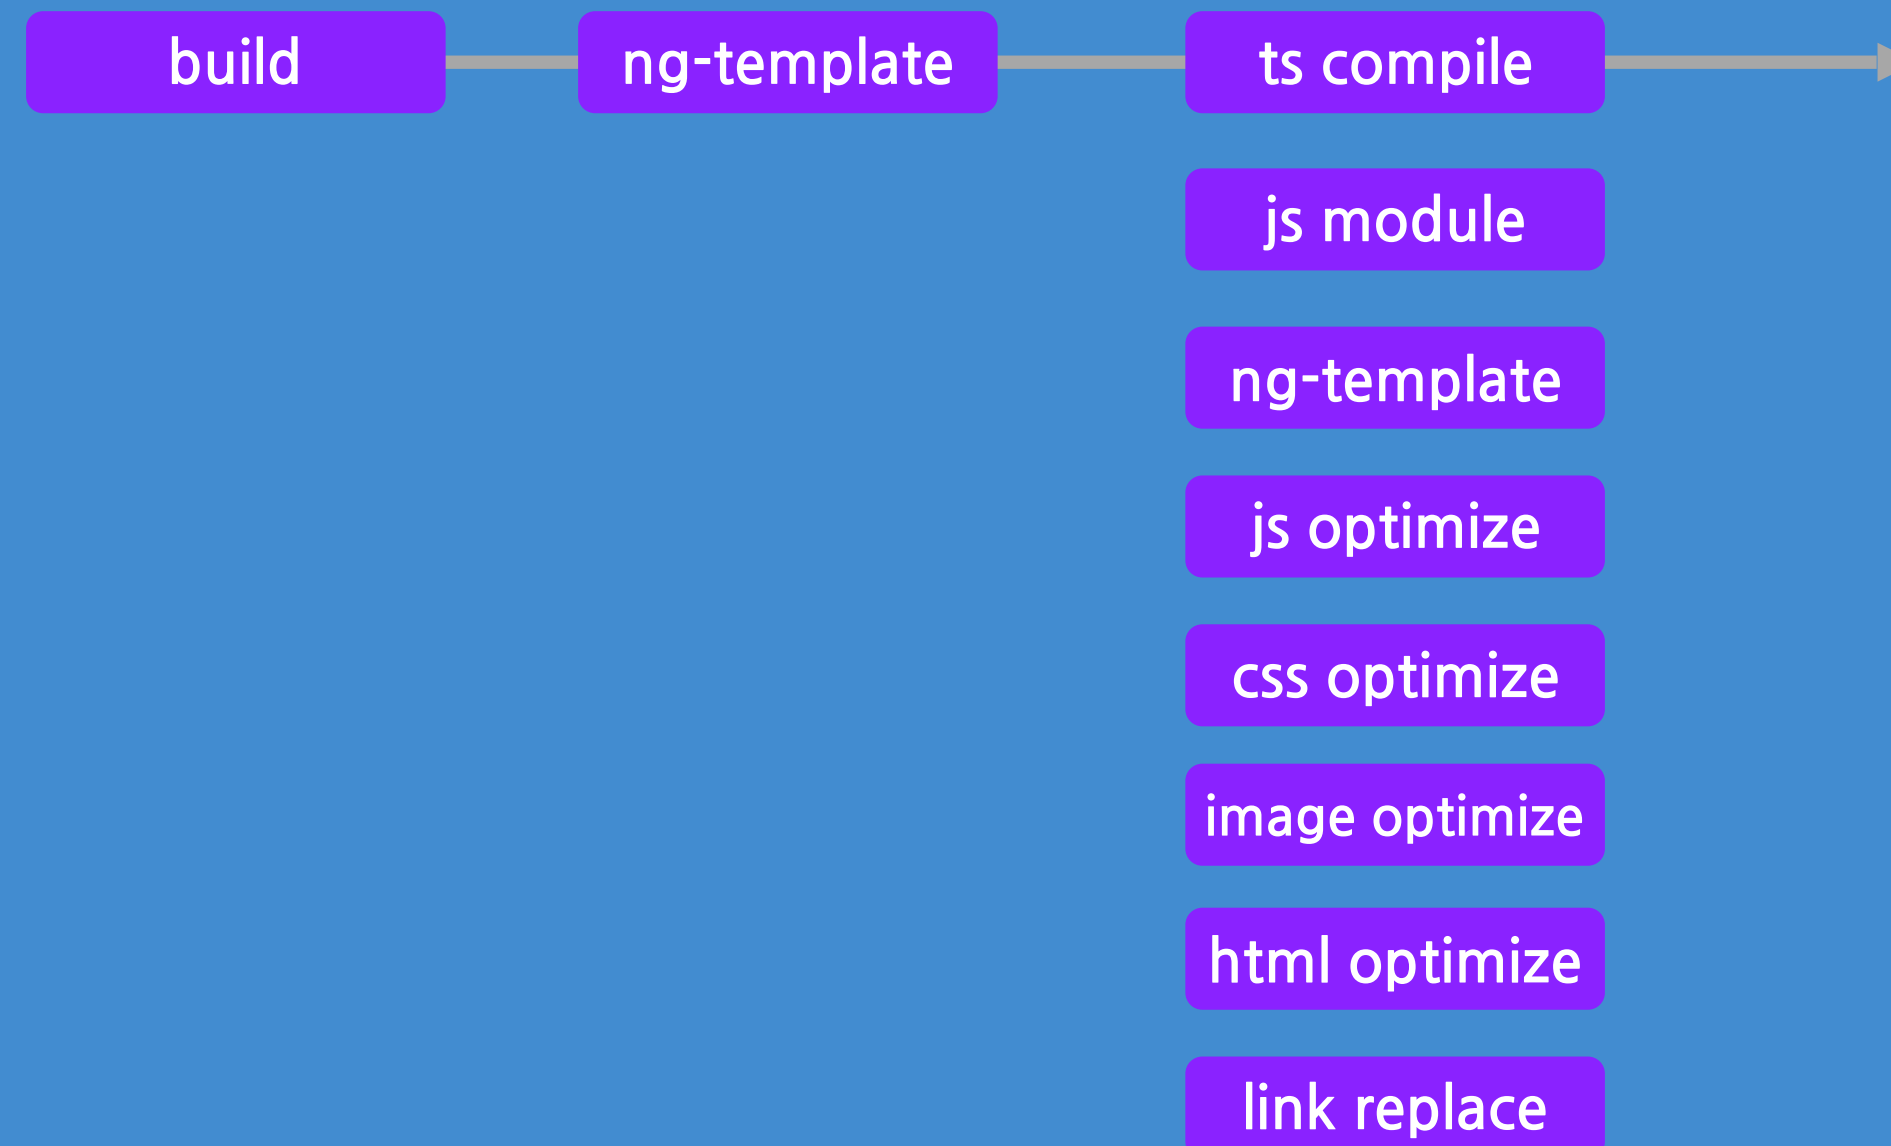 build
ng-template
ts compile
js module
ng-template
js optimize
css optimize
image optimize
html optimize
link replace